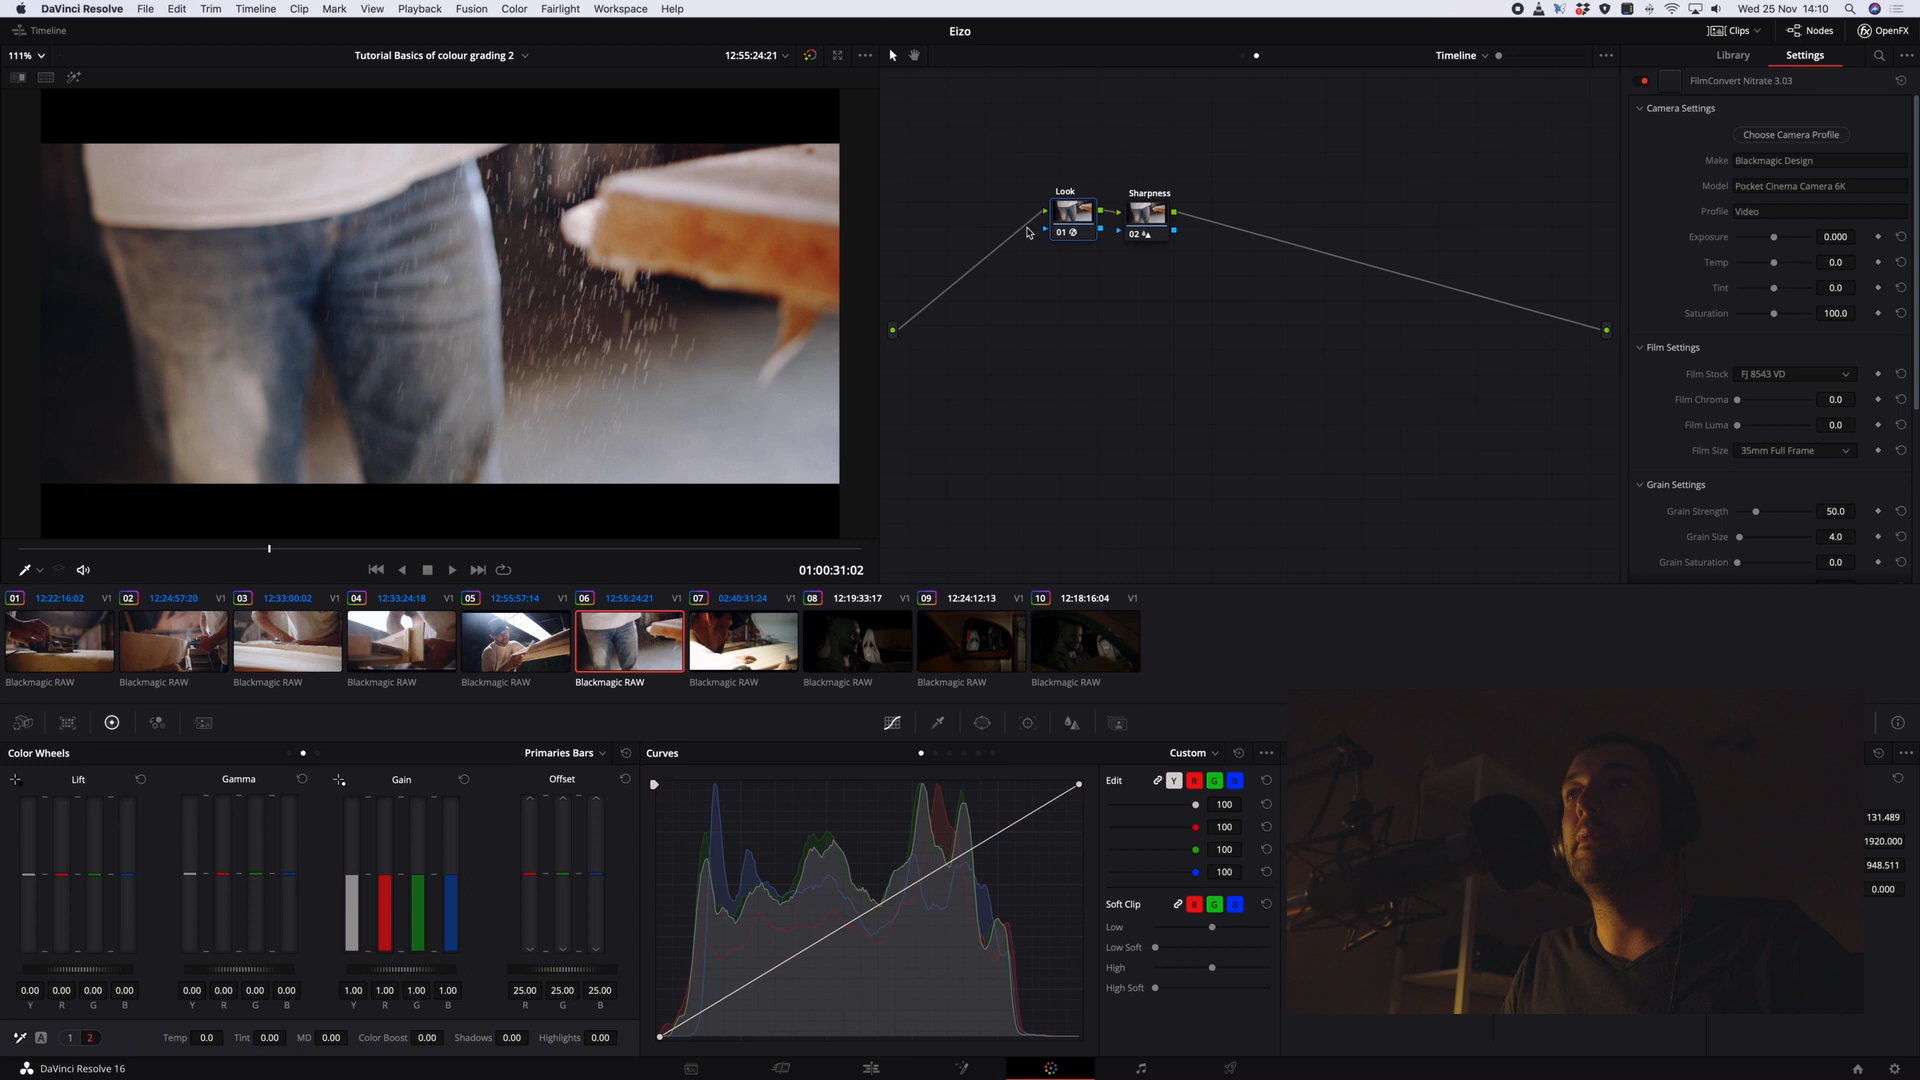 DaVinci Resolve File Edit Trim Timeline Clip Mark View Playback Fusion Color Fairlight Workspace Help
Wed 25 Nov 14:10
Timeline
Eizo
Clips
Nodes
OpenFX
111%
Tutorial Basics of colour grading 2
12:55:24:21
Timeline
Library
Settings
FilmConvert Nitrate 3.03
Camera Settings
Choose Camera Profile
Make Blackmagic Design
Model Pocket Cinema Camera 6K
Profile Video
Exposure 0.000
Temp 0.0
Tint 0.0
Saturation 100.0
Film Settings
Film Stock FJ 8543 VD
Film Chroma 0.0
Film Luma 0.0
Film Size 35mm Full Frame
Grain Settings
Grain Strength 50.0
Grain Size 4.0
Grain Saturation 0.0
Look
Sharpness
01
02
01:00:31:02
01 12:22:16:02 V1 02 12:24:57:20 V1 03 12:33:00:02 V1 04 12:33:24:18 V1 05 12:55:57:14 V1 06 12:55:24:21 V1 07 02:40:31:24 V1 08 12:19:33:17 V1 09 12:24:12:13 V1 10 12:18:16:04 V1
Blackmagic RAW Blackmagic RAW Blackmagic RAW Blackmagic RAW Blackmagic RAW Blackmagic RAW Blackmagic RAW Blackmagic RAW Blackmagic RAW Blackmagic RAW
Color Wheels
Primaries Bars
Lift Gamma Gain Offset
0.00 0.00 0.00 0.00 0.00 0.00 0.00 0.00 1.00 1.00 1.00 1.00 25.00 25.00 25.00
Y R G B Y R G B Y R G B R G B
A 1 2 Temp 0.0 Tint 0.00 MD 0.00 Color Boost 0.00 Shadows 0.00 Highlights 0.00
Curves
Custom
Edit Y R G B
100
100
100
100
Soft Clip R G B
Low
Low Soft
High
High Soft
131.489
1920.000
948.511
0.000
DaVinci Resolve 16